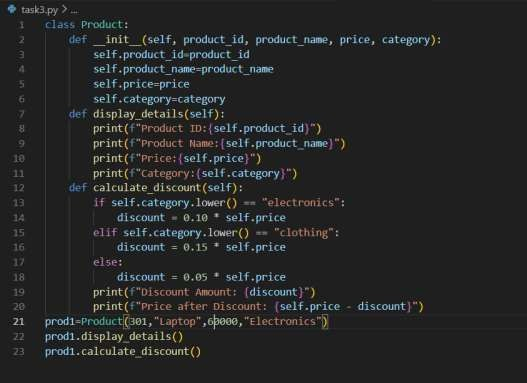 task3.py > ...
1 class Product:
2     def __init__(self, product_id, product_name, price, category):
3         self.product_id=product_id
4         self.product_name=product_name
5         self.price=price
6         self.category=category
7     def display_details(self):
8         print(f"Product ID:{self.product_id}")
9         print(f"Product Name:{self.product_name}")
10         print(f"Price:{self.price}")
11         print(f"Category:{self.category}")
12     def calculate_discount(self):
13         if self.category.lower() == "electronics":
14             discount = 0.10 * self.price
15         elif self.category.lower() == "clothing":
16             discount = 0.15 * self.price
17         else:
18             discount = 0.05 * self.price
19         print(f"Discount Amount: {discount}")
20         print(f"Price after Discount: {self.price - discount}")
21 prod1=Product(301,"Laptop",60000,"Electronics")
22 prod1.display_details()
23 prod1.calculate_discount()